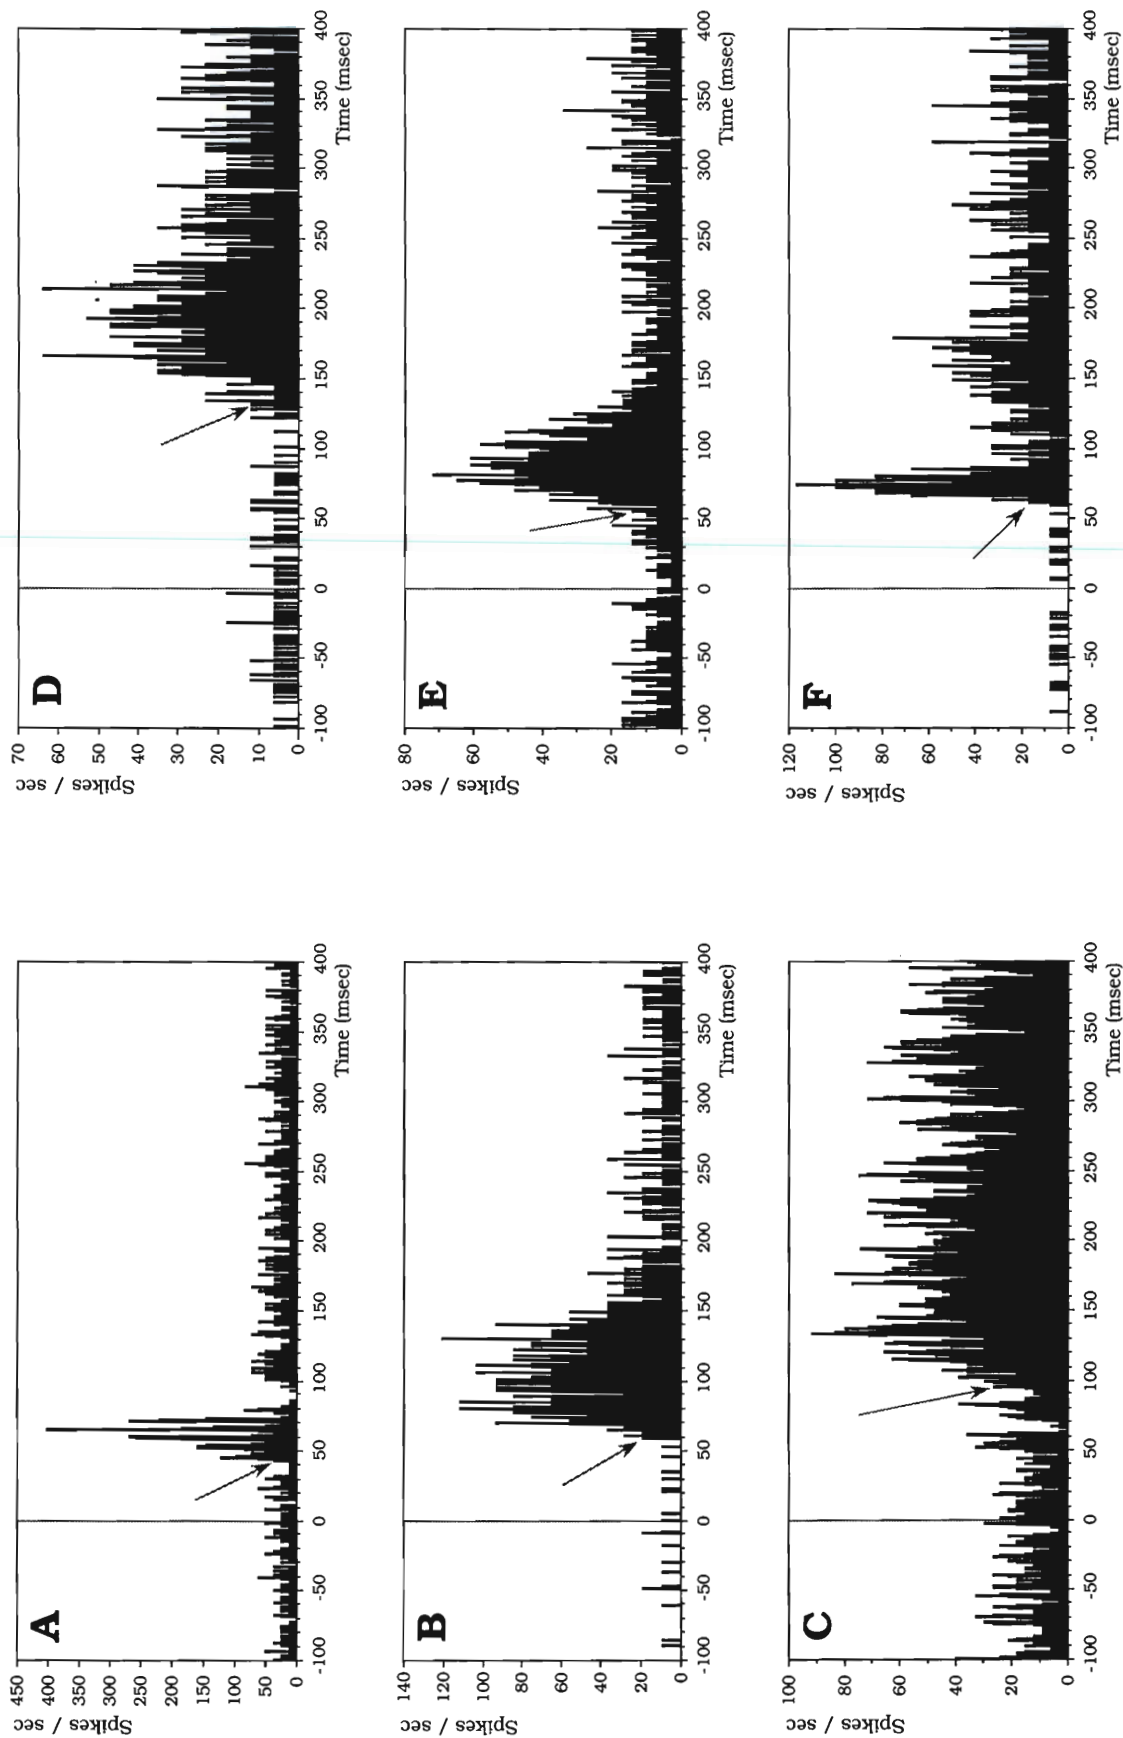 A
Spikes / sec
450 400 350 300 250 200 150 100 50 0
-100 -50 0 50 100 150 200 250 300 350 400
Time (msec)
B
Spikes / sec
140 120 100 80 60 40 20 0
-100 -50 0 50 100 150 200 250 300 350 400
Time (msec)
C
Spikes / sec
100 80 60 40 20 0
-100 -50 0 50 100 150 200 250 300 350 400
Time (msec)
D
Spikes / sec
70 60 50 40 30 20 10 0
-100 -50 0 50 100 150 200 250 300 350 400
Time (msec)
E
Spikes / sec
80 60 40 20 0
-100 -50 0 50 100 150 200 250 300 350 400
Time (msec)
F
Spikes / sec
120 100 80 60 40 20 0
-100 -50 0 50 100 150 200 250 300 350 400
Time (msec)